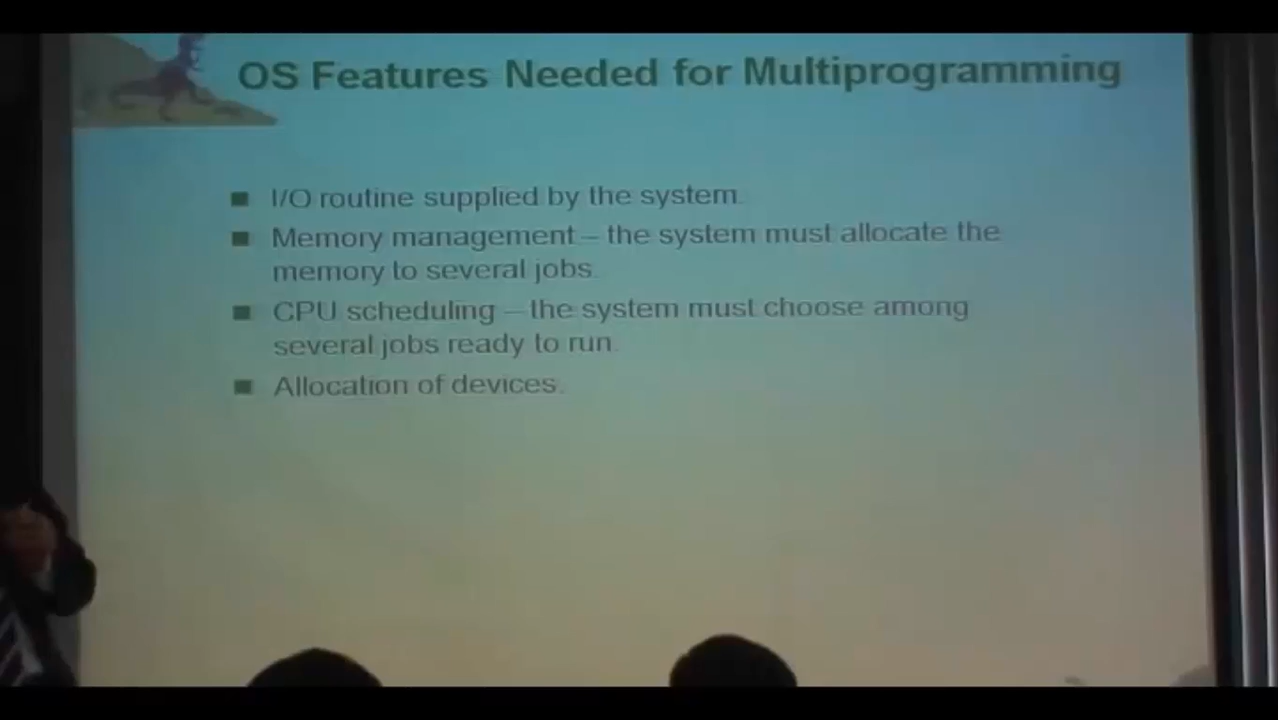 OS Features Needed for Multiprogramming
I/O routine supplied by the system.
Memory management – the system must allocate the
memory to several jobs.
CPU scheduling – the system must choose among
several jobs ready to run.
Allocation of devices.